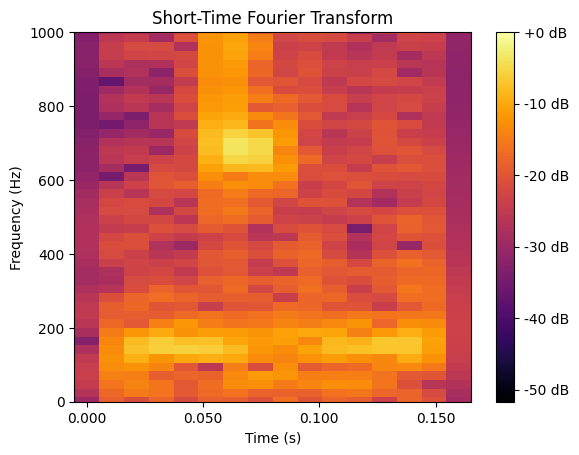 Short-Time Fourier Transform
1000
800
600
400
200
0
Frequency (Hz)
0.000 0.050 0.100 0.150
Time (s)
+0 dB
-10 dB
-20 dB
-30 dB
-40 dB
-50 dB